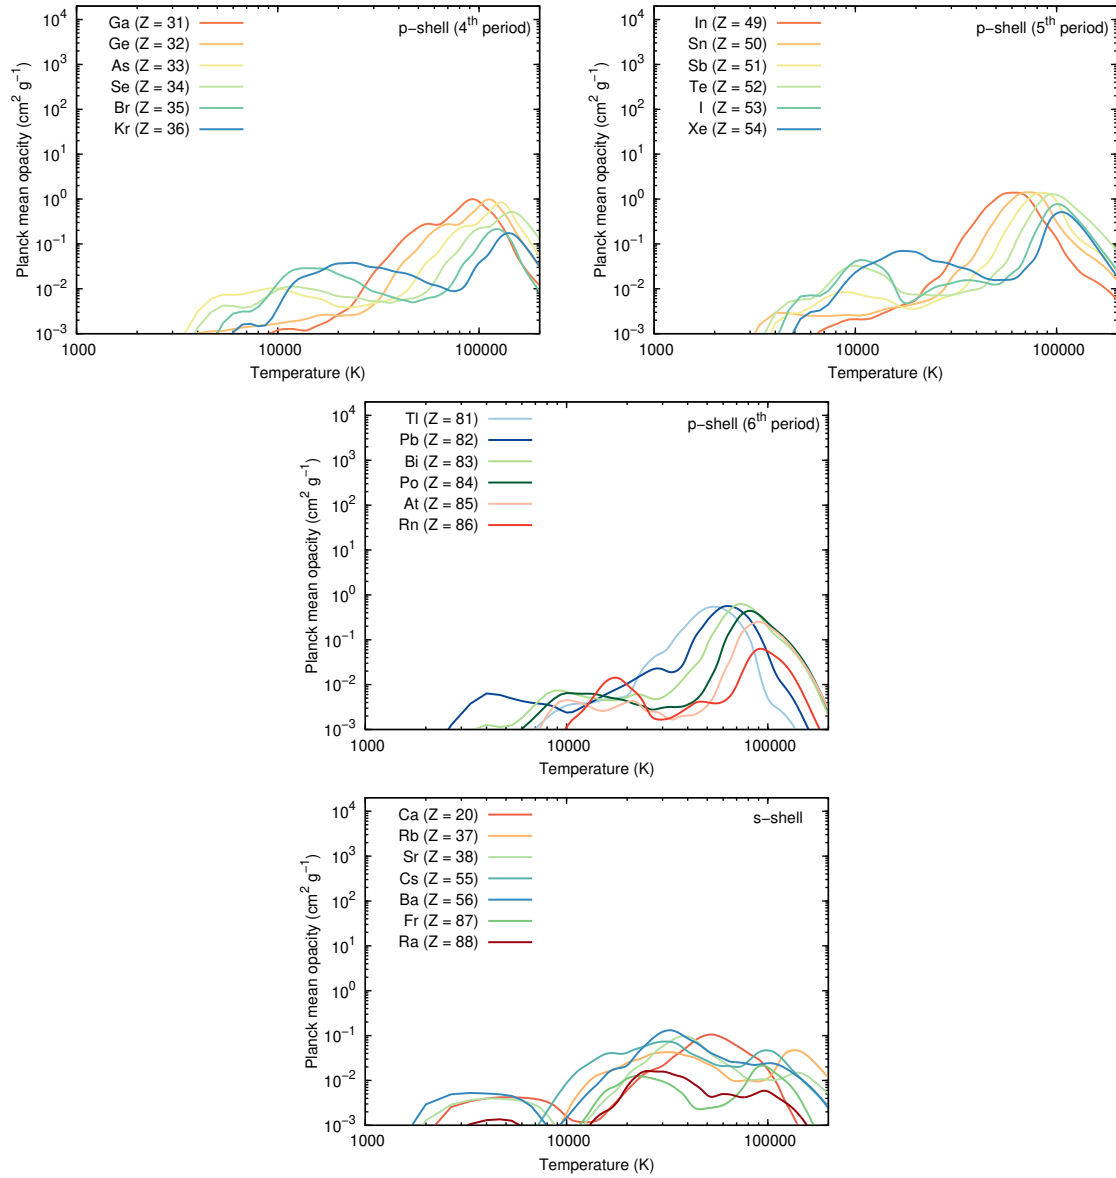 p-shell (4th period)
Ga (Z = 31)
Ge (Z = 32)
As (Z = 33)
Se (Z = 34)
Br (Z = 35)
Kr (Z = 36)
Planck mean opacity (cm2 g−1)
10^4
10^3
10^2
10^1
10^0
10^−1
10^−2
10^−3
1000
10000
100000
Temperature (K)
p-shell (5th period)
In (Z = 49)
Sn (Z = 50)
Sb (Z = 51)
Te (Z = 52)
I (Z = 53)
Xe (Z = 54)
Planck mean opacity (cm2 g−1)
10^4
10^3
10^2
10^1
10^0
10^−1
10^−2
10^−3
1000
10000
100000
Temperature (K)
p-shell (6th period)
Tl (Z = 81)
Pb (Z = 82)
Bi (Z = 83)
Po (Z = 84)
At (Z = 85)
Rn (Z = 86)
Planck mean opacity (cm2 g−1)
10^4
10^3
10^2
10^1
10^0
10^−1
10^−2
10^−3
1000
10000
100000
Temperature (K)
s-shell
Ca (Z = 20)
Rb (Z = 37)
Sr (Z = 38)
Cs (Z = 55)
Ba (Z = 56)
Fr (Z = 87)
Ra (Z = 88)
Planck mean opacity (cm2 g−1)
10^4
10^3
10^2
10^1
10^0
10^−1
10^−2
10^−3
1000
10000
100000
Temperature (K)